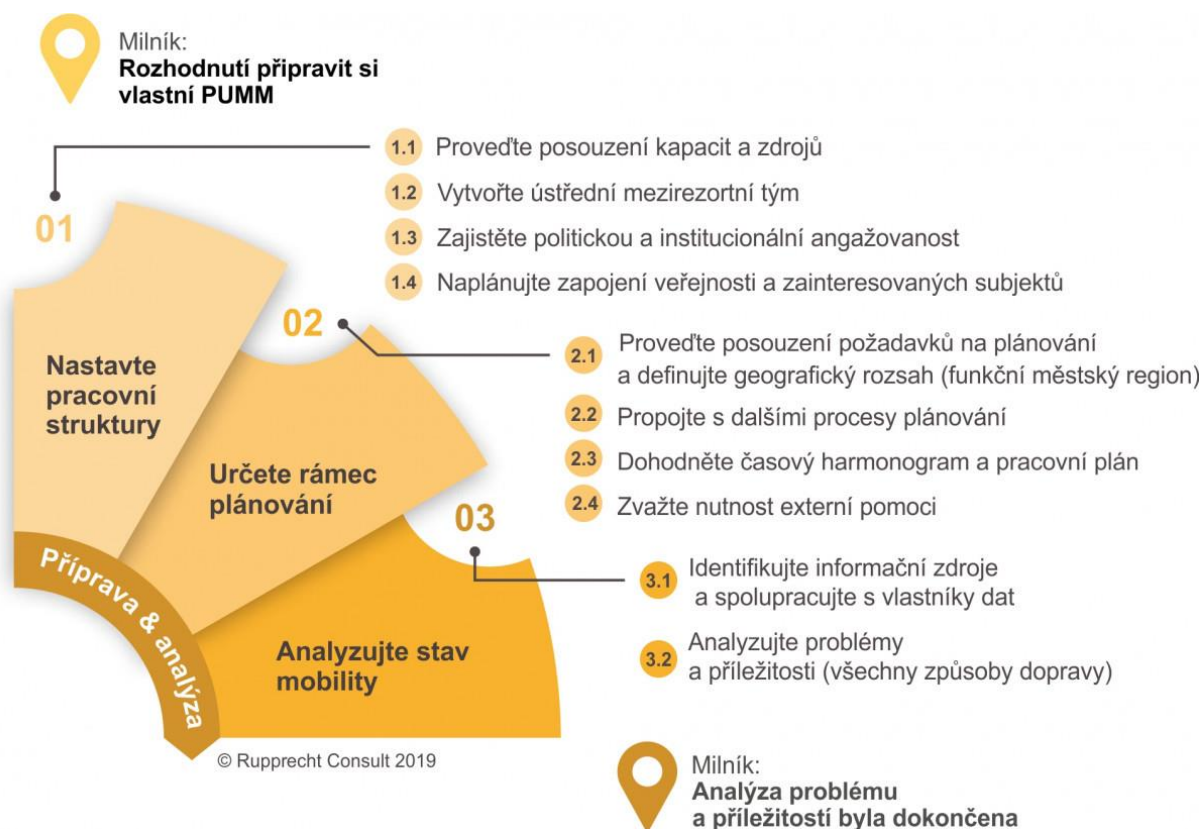 Milník:
Rozhodnutí připravit si
vlastní PUMM
01
Nastavte
pracovní
struktury
1.1 Proveďte posouzení kapacit a zdrojů
1.2 Vytvořte ústřední mezirezortní tým
1.3 Zajistěte politickou a institucionální angažovanost
1.4 Naplánujte zapojení veřejnosti a zainteresovaných subjektů
02
Určete rámec
plánování
2.1 Proveďte posouzení požadavků na plánování
a definujte geografický rozsah (funkční městský region)
2.2 Propojte s dalšími procesy plánování
2.3 Dohodněte časový harmonogram a pracovní plán
2.4 Zvažte nutnost externí pomoci
03
Analyzujte stav
mobility
3.1 Identifikujte informační zdroje
a spolupracujte s vlastníky dat
3.2 Analyzujte problémy
a příležitosti (všechny způsoby dopravy)
Příprava & analýza
© Rupprecht Consult 2019
Milník:
Analýza problému
a příležitostí byla dokončena